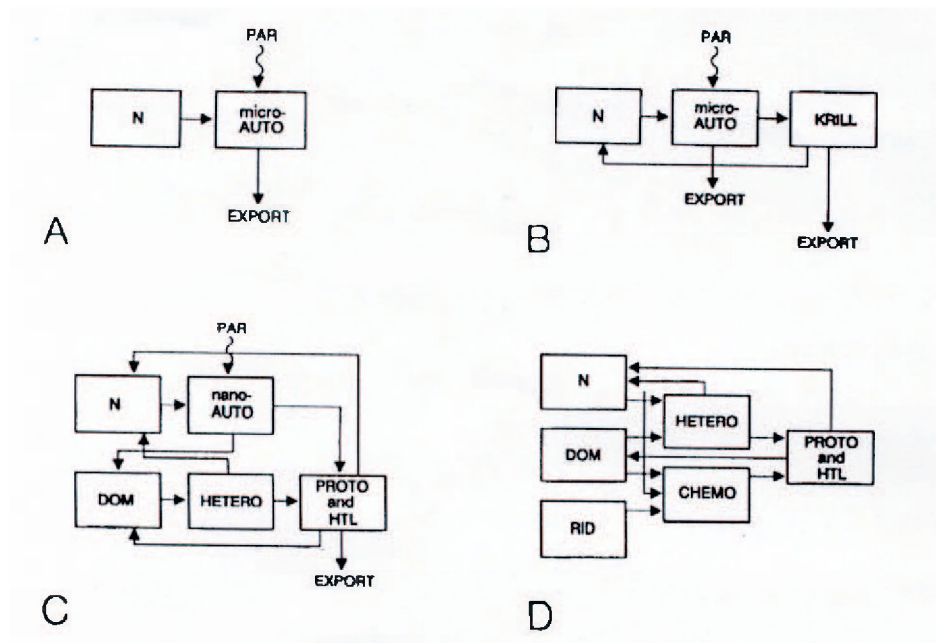 PAR
N
micro-
AUTO
EXPORT
A
PAR
N
micro-
AUTO
KRILL
EXPORT
EXPORT
B
PAR
N
nano-
AUTO
DOM
HETERO
PROTO
and
HTL
EXPORT
C
N
HETERO
DOM
PROTO
and
HTL
CHEMO
RID
D